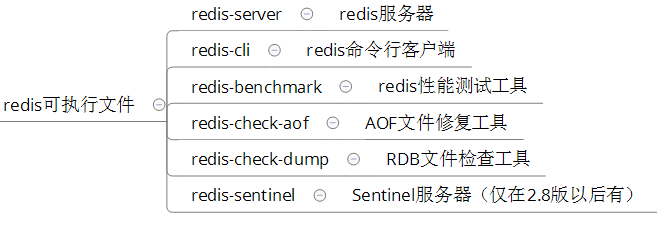 redis-server redis服务器
redis-cli redis命令行客户端
redis-benchmark redis性能测试工具
redis可执行文件
redis-check-aof AOF文件修复工具
redis-check-dump RDB文件检查工具
redis-sentinel Sentinel服务器（仅在2.8版以后有）